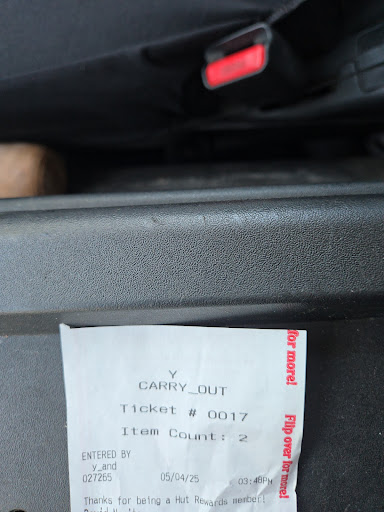 Y
CARRY_OUT
Ticket # 0017
Item Count: 2
ENTERED BY
y_and
027265 05/04/25 03:48PM
Thanks for being a Hut Rewards member!
for more!
Flip over for more!